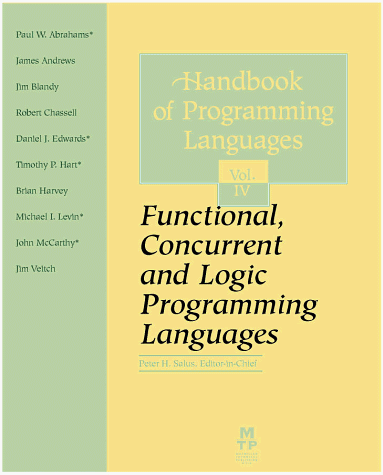 Paul W. Abrahams*
James Andrews
Jim Blandy
Robert Chassell
Daniel J. Edwards*
Timothy P. Hart*
Brian Harvey
Michael I. Levin*
John McCarthy*
Jim Veitch
Handbook
of Programming
Languages
Vol.
IV
Functional,
Concurrent
and Logic
Programming
Languages
Peter H. Salus, Editor-in-Chief
M
TP